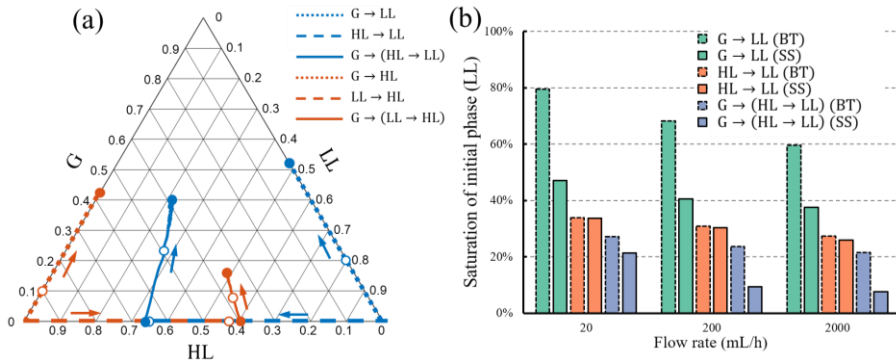 (a)
0
0.1
0.2
0.3
0.4
0.5
0.6
0.7
0.8
0.9
0
LL
0.9
0.8
0.7
0.6
0.5
0.4
0.3
0.2
0.1
0
G
0.9 0.8 0.7 0.6 0.5 0.4 0.3 0.2 0.1
HL
G → LL
HL → LL
G → (HL → LL)
G → HL
LL → HL
G → (LL → HL)
(b)
Saturation of initial phase (LL)
100%
80%
60%
40%
20%
0%
G → LL (BT)
G → LL (SS)
HL → LL (BT)
HL → LL (SS)
G → (HL → LL) (BT)
G → (HL → LL) (SS)
20 200 2000
Flow rate (mL/h)